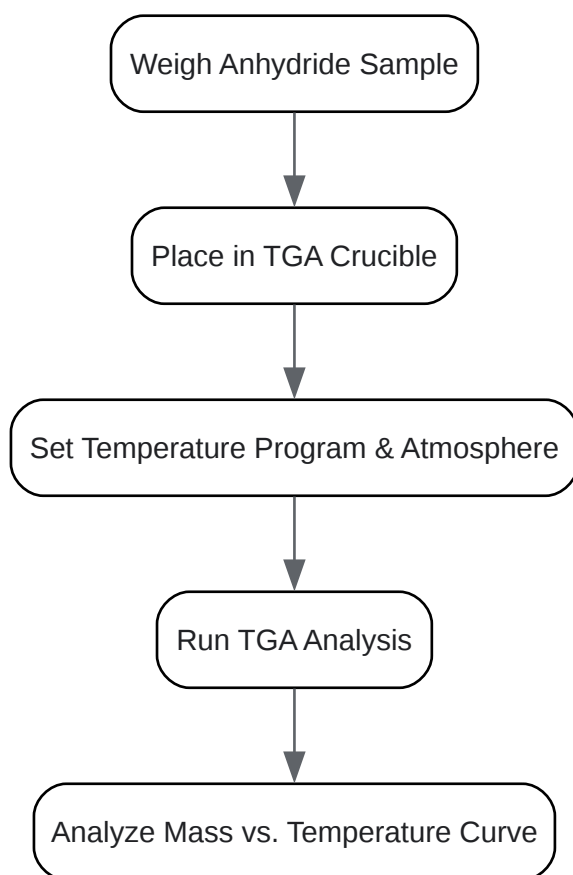 Weigh Anhydride Sample
Place in TGA Crucible
Set Temperature Program & Atmosphere
Run TGA Analysis
Analyze Mass vs. Temperature Curve